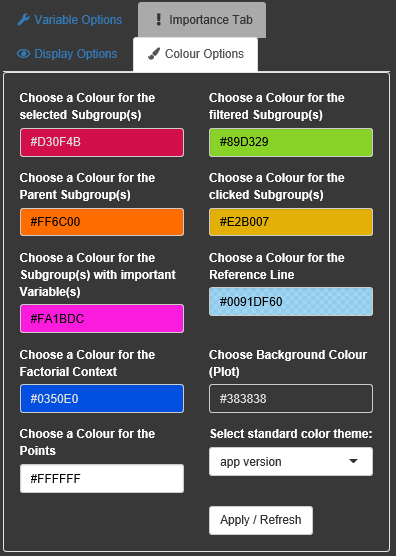 Variable Options
Importance Tab
Display Options
Colour Options
Choose a Colour for the
selected Subgroup(s)
#D30F4B
Choose a Colour for the
filtered Subgroup(s)
#89D329
Choose a Colour for the
Parent Subgroup(s)
#FF6C00
Choose a Colour for the
clicked Subgroup(s)
#E2B007
Choose a Colour for the
Subgroup(s) with important
Variable(s)
#FA1BDC
Choose a Colour for the
Reference Line
#0091DF60
Choose a Colour for the
Factorial Context
#0350E0
Choose Background Colour
(Plot)
#383838
Choose a Colour for the
Points
#FFFFFF
Select standard color theme:
app version
Apply / Refresh